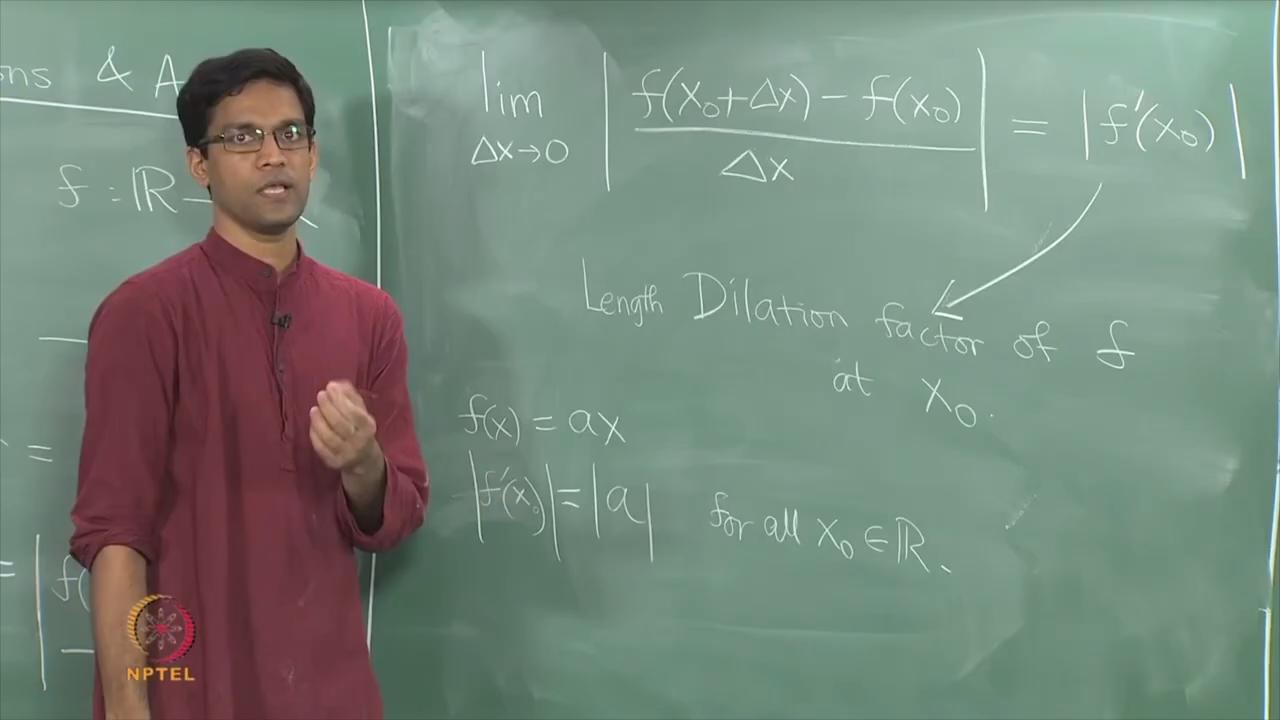 ons & A
f : ℝ –
=
= | f(
lim_{Δx→0} | (f(x₀+Δx) – f(x₀)) / Δx | = |f'(x₀)|
Length Dilation factor of f
at x₀.
f(x) = ax
|f'(x₀)| = |a| for all x₀ ∈ ℝ.
NPTEL